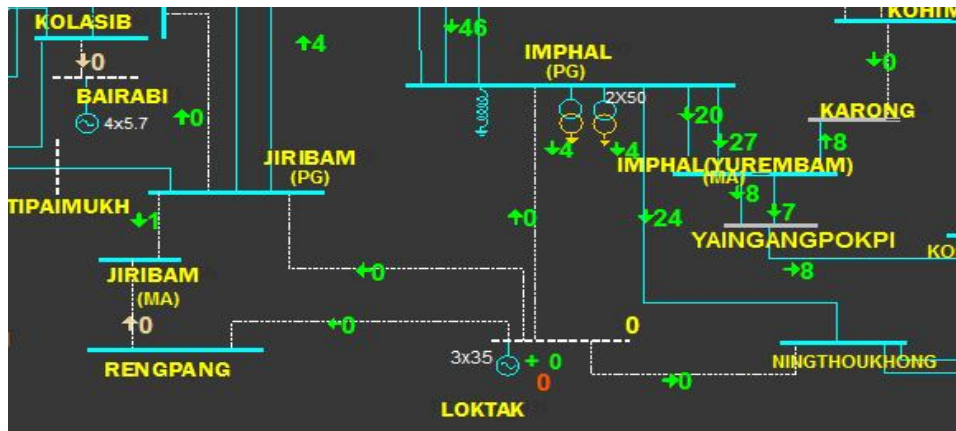 KOLASIB
↓0
BAIRABI
4x5.7
↑0
↑4
↓46
IMPHAL
(PG)
2X50
↓4
↓4
↓20
↓27
↓0
KARONG
↑8
JIRIBAM
(PG)
IMPHAL(YUREMBAM)
(MA)
↓8
↓7
TIPAIMUKH
↓1
↑0
↓24
YAINGANGPOKPI
→8
JIRIBAM
(MA)
←0
↑0
←0
0
RENGPANG
3x35
+ 0
0
→0
NINGTHOUKHONG
LOKTAK